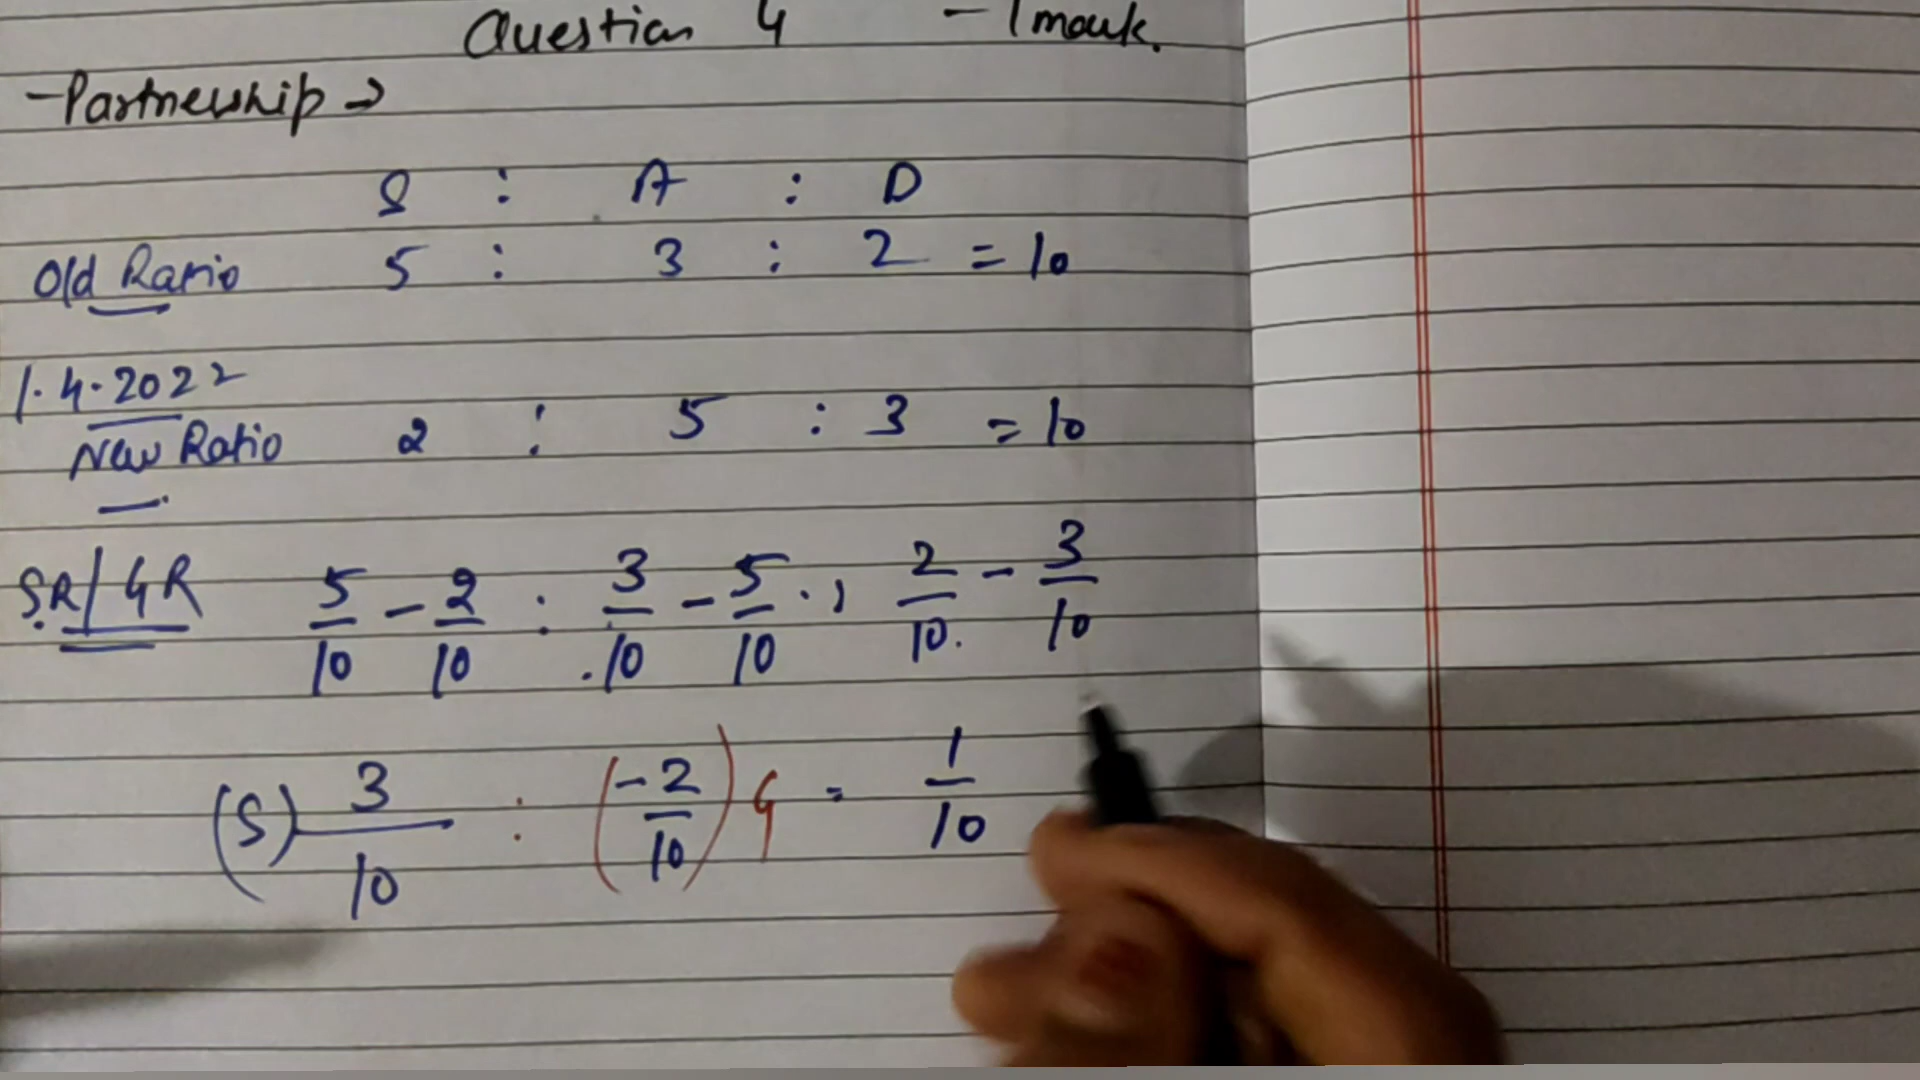 Question 4 - 1 mark.
- Partnership →
S : A : D
Old Ratio 5 : 3 : 2 = 10
1.4.2022
New Ratio 2 : 5 : 3 = 10
SR/GR 5/10 - 2/10 : 3/10 - 5/10 ; 2/10 - 3/10
(S) 3/10 : (-2/10) G = 1/10